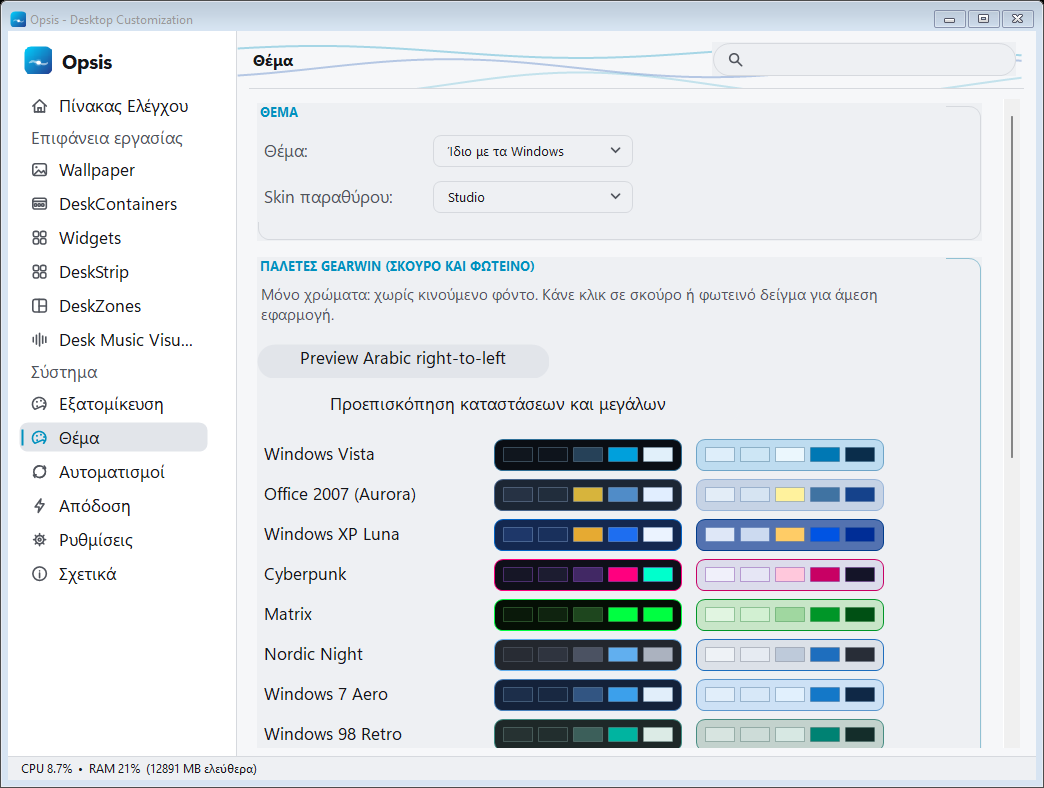 Opsis - Desktop Customization
Opsis
Πίνακας Ελέγχου
Επιφάνεια εργασίας
Wallpaper
DeskContainers
Widgets
DeskStrip
DeskZones
Desk Music Visu...
Σύστημα
Εξατομίκευση
Θέμα
Αυτοματισμοί
Απόδοση
Ρυθμίσεις
Σχετικά
Θέμα
ΘΕΜΑ
Θέμα:
Ίδιο με τα Windows
Skin παραθύρου:
Studio
ΠΑΛΕΤΕΣ GEARWIN (ΣΚΟΥΡΟ ΚΑΙ ΦΩΤΕΙΝΟ)
Μόνο χρώματα: χωρίς κινούμενο φόντο. Κάνε κλικ σε σκούρο ή φωτεινό δείγμα για άμεση
εφαρμογή.
Preview Arabic right-to-left
Προεπισκόπηση καταστάσεων και μεγάλων
Windows Vista
Office 2007 (Aurora)
Windows XP Luna
Cyberpunk
Matrix
Nordic Night
Windows 7 Aero
Windows 98 Retro
CPU 8.7% • RAM 21% (12891 MB ελεύθερα)